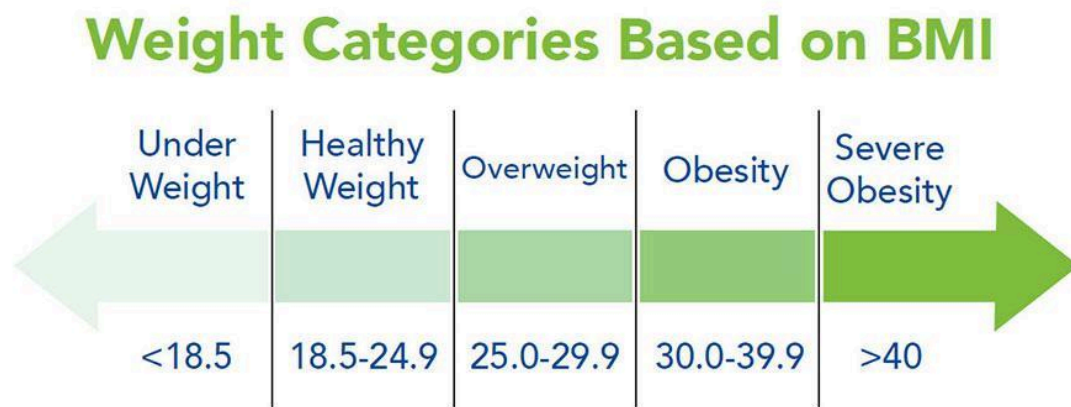 Weight Categories Based on BMI
Under
Weight
Healthy
Weight
Overweight
Obesity
Severe
Obesity
<18.5
18.5-24.9
25.0-29.9
30.0-39.9
>40